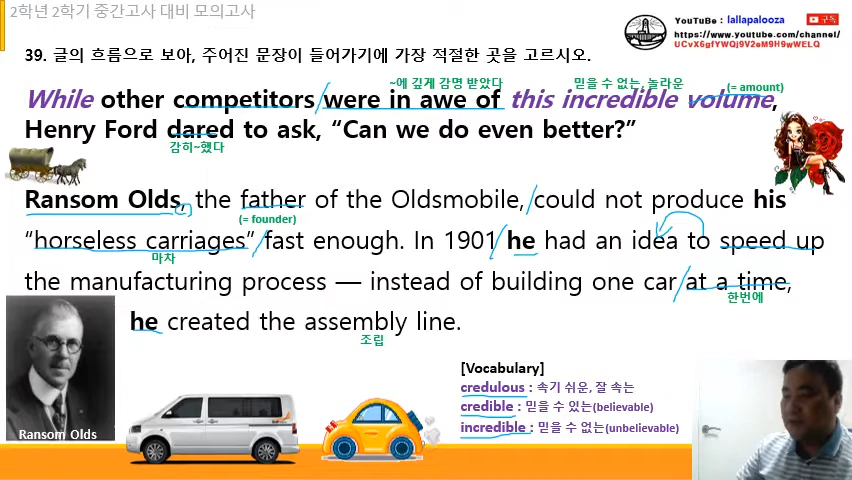 2학년 2학기 중간고사 대비 모의고사
YouTuBe : lallapalooza 구독
https://www.youtube.com/channel/
UCvX6gfYWQj9V2eM9H9wWELQ
39. 글의 흐름으로 보아, 주어진 문장이 들어가기에 가장 적절한 곳을 고르시오.
~에 깊게 감명 받았다 믿을 수 없는, 놀라운 (= amount)
While other competitors were in awe of this incredible volume,
Henry Ford dared to ask, “Can we do even better?”
감히~했다
Ransom Olds, the father of the Oldsmobile, could not produce his
(= founder)
“horseless carriages” fast enough. In 1901 he had an idea to speed up
마차
the manufacturing process — instead of building one car at a time,
한번에
he created the assembly line.
조립
Ransom Olds
[Vocabulary]
credulous : 속기 쉬운, 잘 속는
credible : 믿을 수 있는(believable)
incredible : 믿을 수 없는(unbelievable)